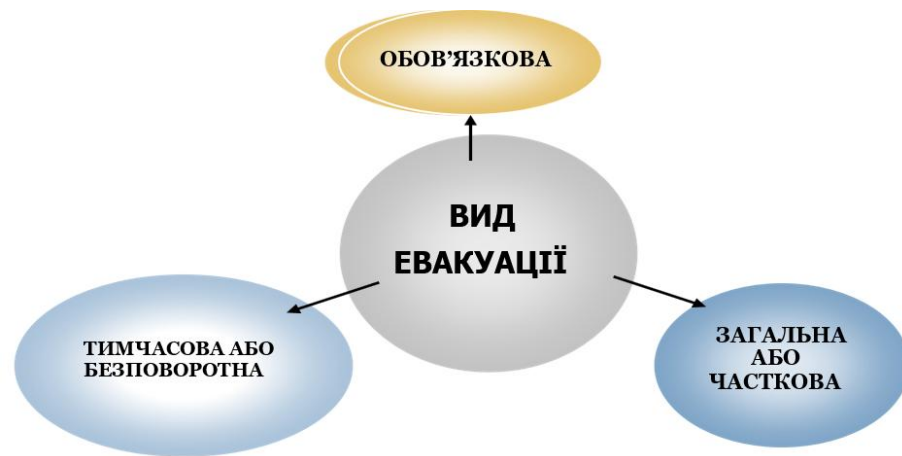 ОБОВ’ЯЗКОВА
ВИД
ЕВАКУАЦІЇ
ТИМЧАСОВА АБО
БЕЗПОВОРОТНА
ЗАГАЛЬНА
АБО
ЧАСТКОВА